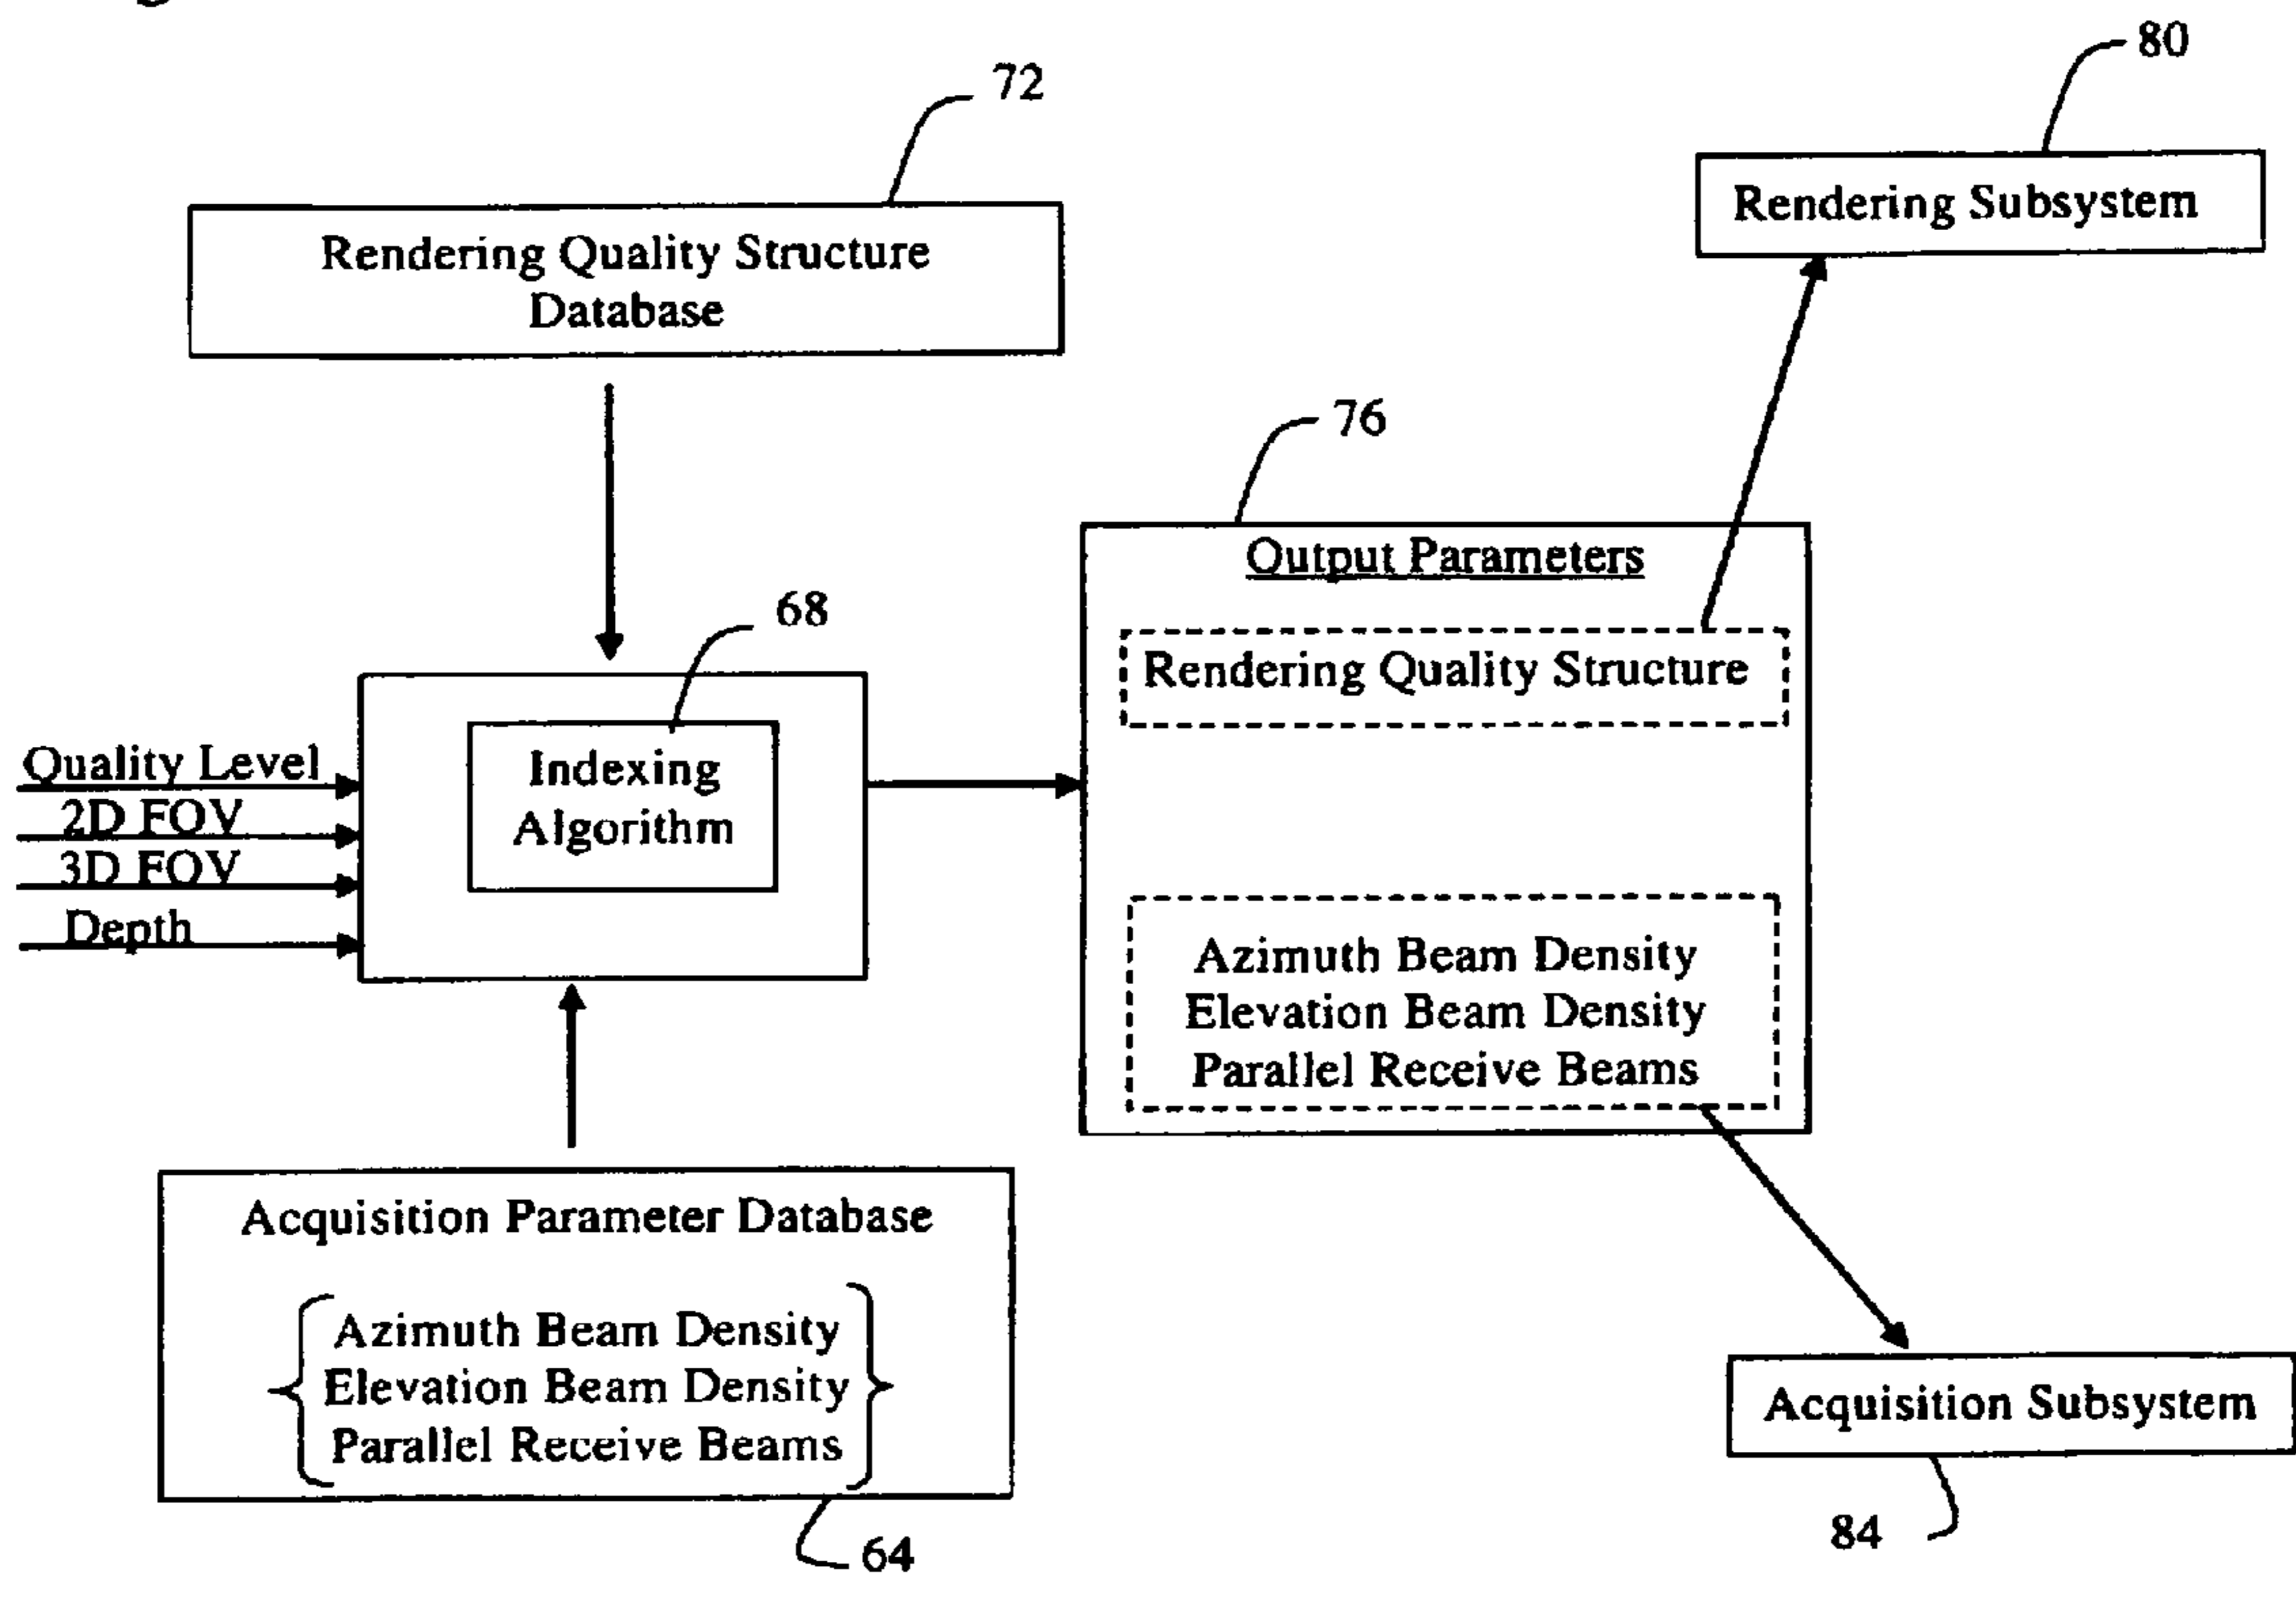 80
72
Rendering Subsystem
Rendering Quality Structure
Database
76
Output Parameters
68
Rendering Quality Structure
Indexing
Algorithm
Quality Level
2D FOV
3D FOV
Depth
Azimuth Beam Density
Elevation Beam Density
Parallel Receive Beams
Acquisition Parameter Database
Azimuth Beam Density
Elevation Beam Density
Parallel Receive Beams
Acquisition Subsystem
84
64